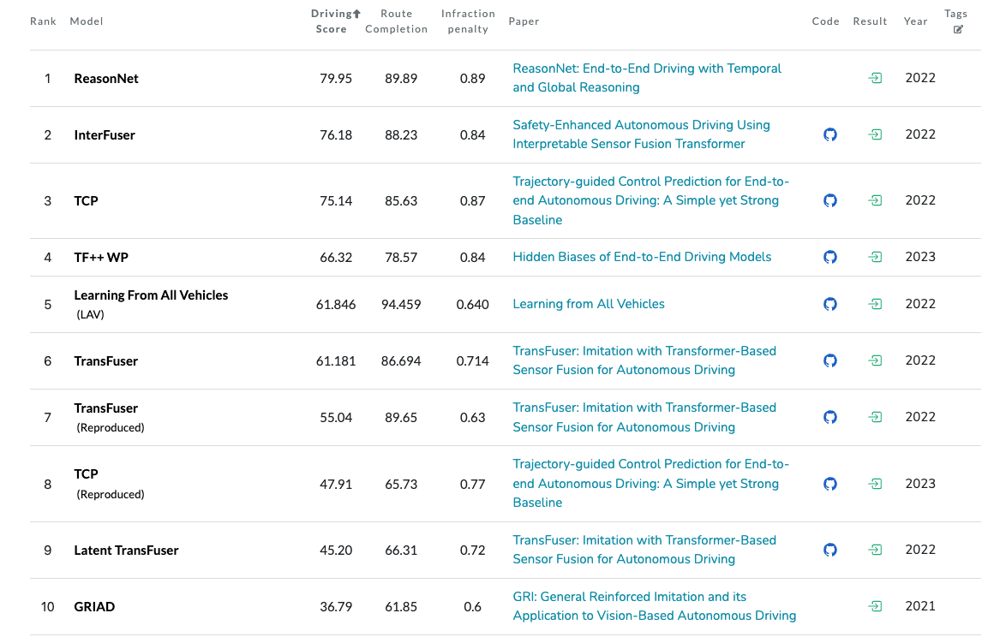 Rank Model Driving Score Route Completion Infraction penalty Paper Code Result Year Tags
1 ReasonNet 79.95 89.89 0.89 ReasonNet: End-to-End Driving with Temporal
and Global Reasoning 2022
2 InterFuser 76.18 88.23 0.84 Safety-Enhanced Autonomous Driving Using
Interpretable Sensor Fusion Transformer 2022
3 TCP 75.14 85.63 0.87 Trajectory-guided Control Prediction for End-to-
end Autonomous Driving: A Simple yet Strong
Baseline 2022
4 TF++ WP 66.32 78.57 0.84 Hidden Biases of End-to-End Driving Models 2023
5 Learning From All Vehicles
(LAV) 61.846 94.459 0.640 Learning from All Vehicles 2022
6 TransFuser 61.181 86.694 0.714 TransFuser: Imitation with Transformer-Based
Sensor Fusion for Autonomous Driving 2022
7 TransFuser
(Reproduced) 55.04 89.65 0.63 TransFuser: Imitation with Transformer-Based
Sensor Fusion for Autonomous Driving 2022
8 TCP
(Reproduced) 47.91 65.73 0.77 Trajectory-guided Control Prediction for End-to-
end Autonomous Driving: A Simple yet Strong
Baseline 2023
9 Latent TransFuser 45.20 66.31 0.72 TransFuser: Imitation with Transformer-Based
Sensor Fusion for Autonomous Driving 2022
10 GRIAD 36.79 61.85 0.6 GRI: General Reinforced Imitation and its
Application to Vision-Based Autonomous Driving 2021